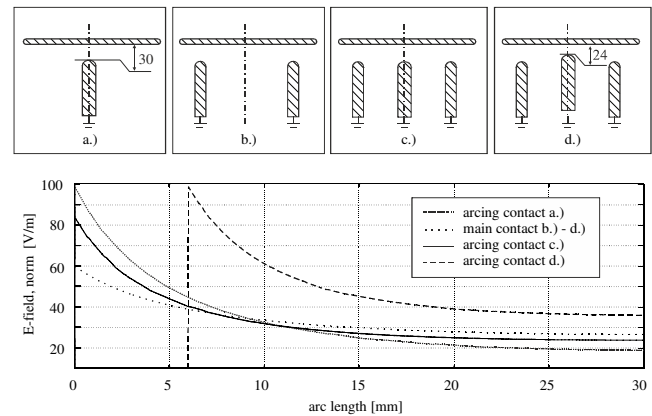 30
24
a.)
b.)
c.)
d.)
E-field, norm [V/m]
100
80
60
40
20
arcing contact a.)
main contact b.) - d.)
arcing contact c.)
arcing contact d.)
0
5
10
15
20
25
30
arc length [mm]